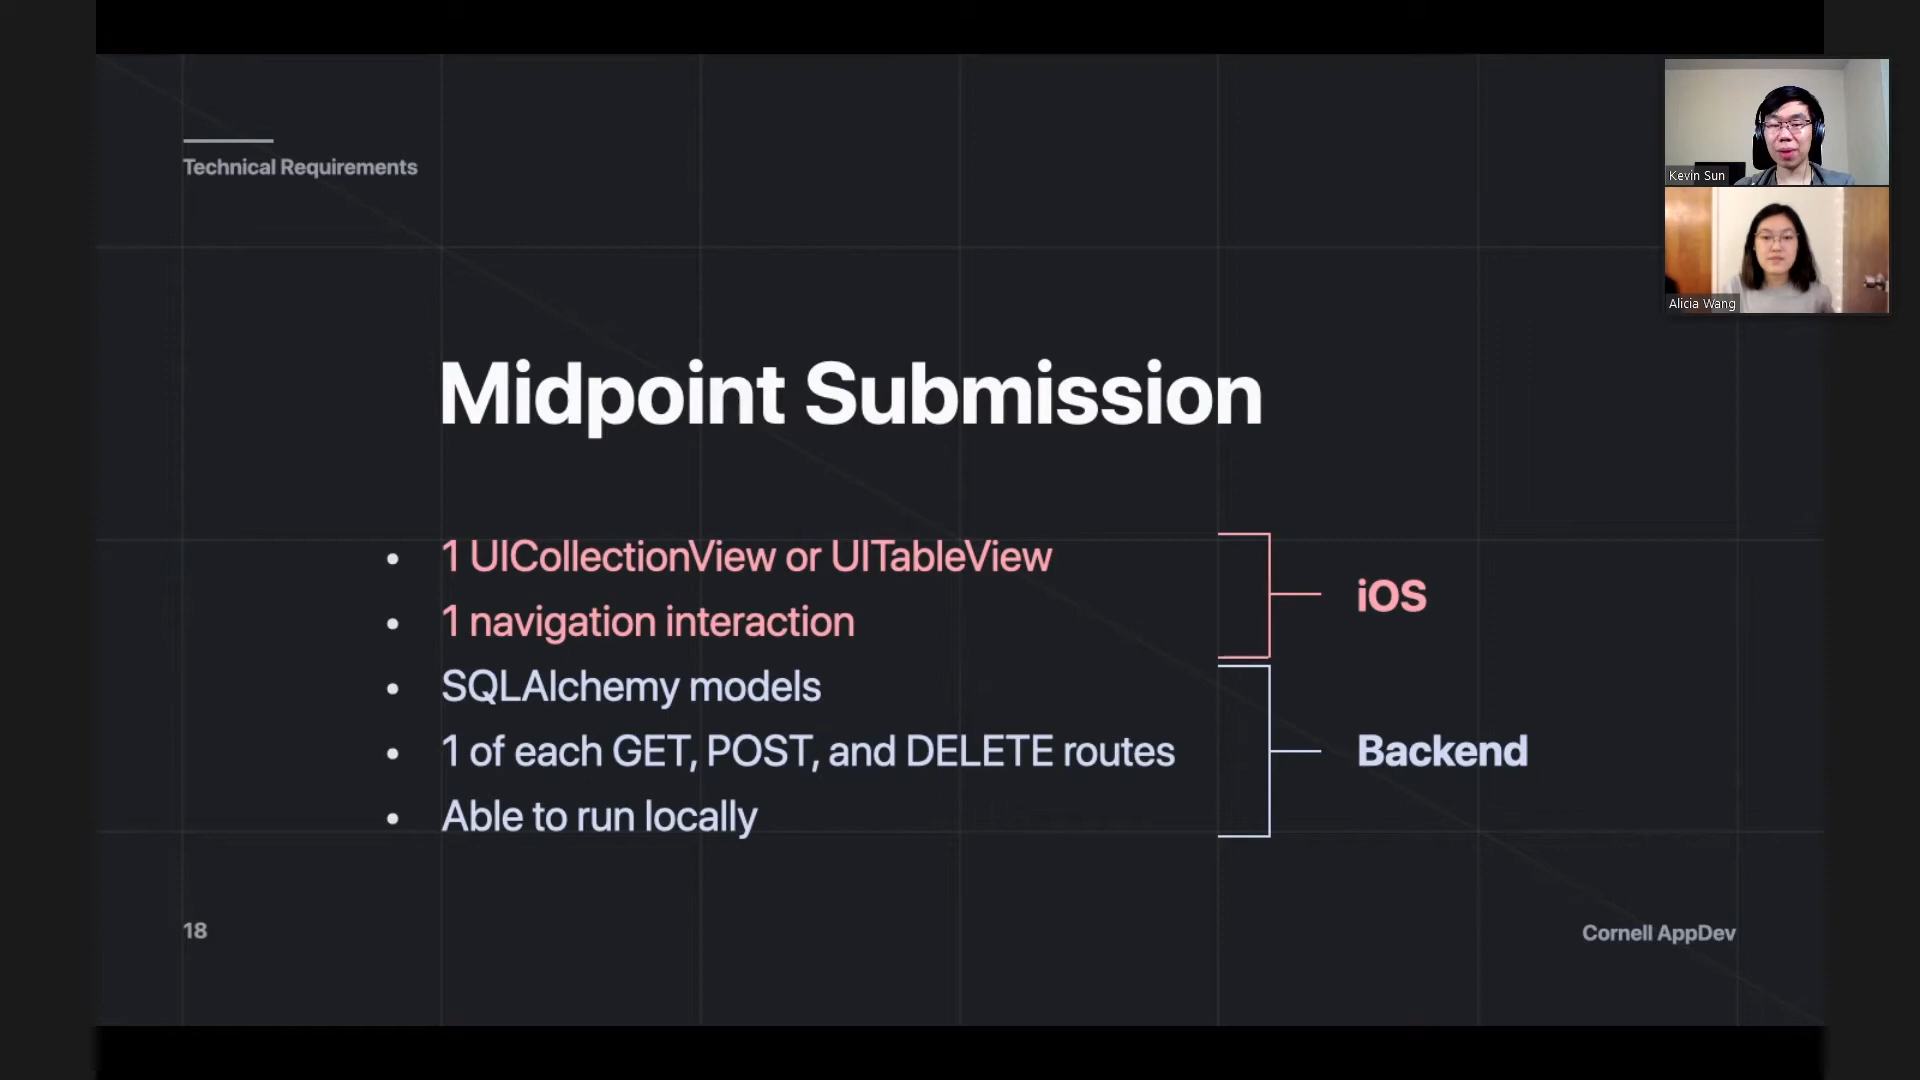 Technical Requirements
Kevin Sun
Alicia Wang
Midpoint Submission
• 1 UICollectionView or UITableView
• 1 navigation interaction
iOS
• SQLAlchemy models
• 1 of each GET, POST, and DELETE routes
• Able to run locally
Backend
18
Cornell AppDev